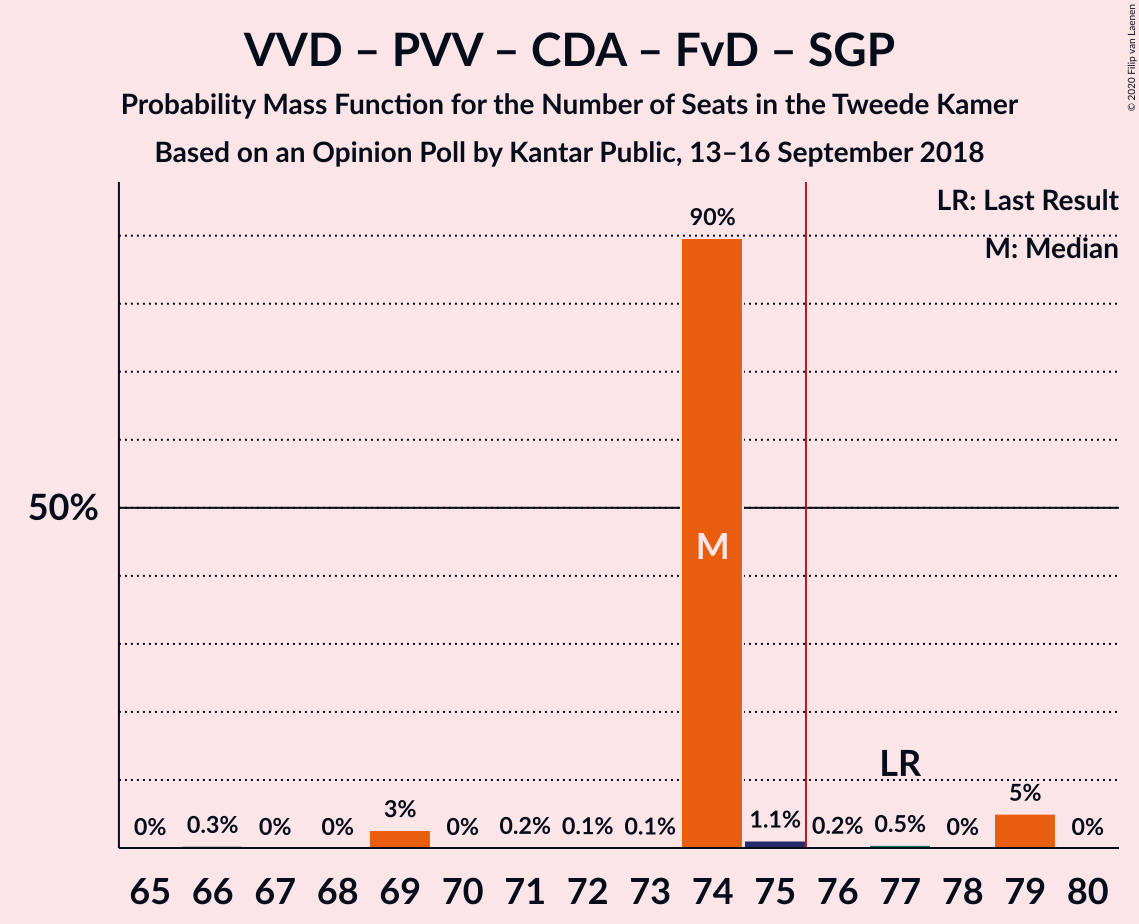 VVD – PVV – CDA – FvD – SGP
Probability Mass Function for the Number of Seats in the Tweede Kamer
Based on an Opinion Poll by Kantar Public, 13–16 September 2018
© 2020 Filip van Laenen
LR: Last Result
M: Median
50%
90%
M
LR
0% 0.3% 0% 0% 3% 0% 0.2% 0.1% 0.1% 1.1% 0.2% 0.5% 0% 5% 0%
65 66 67 68 69 70 71 72 73 74 75 76 77 78 79 80